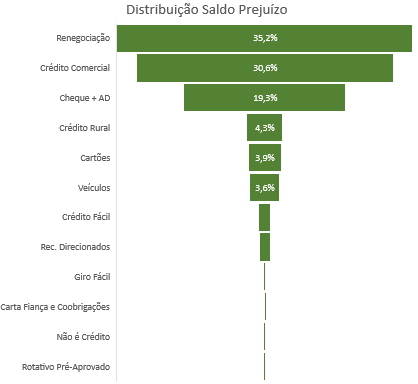 Distribuição Saldo Prejuízo
Renegociação 35,2%
Crédito Comercial 30,6%
Cheque + AD 19,3%
Crédito Rural 4,3%
Cartões 3,9%
Veículos 3,6%
Crédito Fácil
Rec. Direcionados
Giro Fácil
Carta Fiança e Coobrigações
Não é Crédito
Rotativo Pré-Aprovado